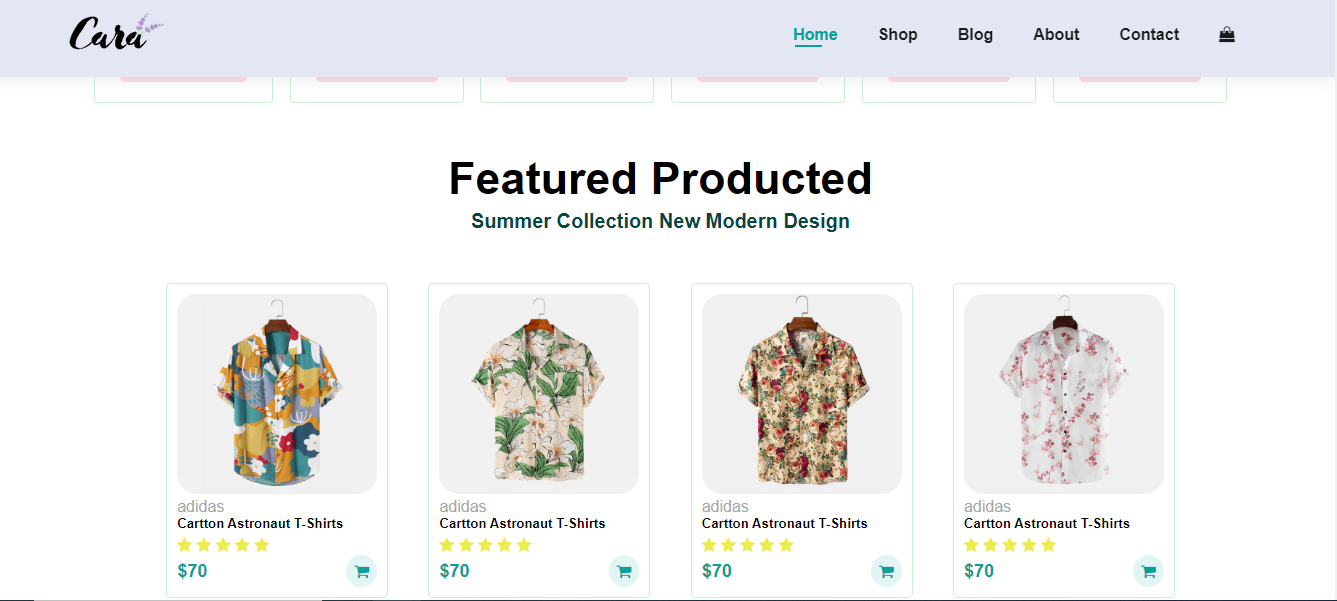 Cara
Home Shop Blog About Contact
Featured Producted
Summer Collection New Modern Design
adidas adidas adidas adidas
Cartton Astronaut T-Shirts Cartton Astronaut T-Shirts Cartton Astronaut T-Shirts Cartton Astronaut T-Shirts
$70 $70 $70 $70